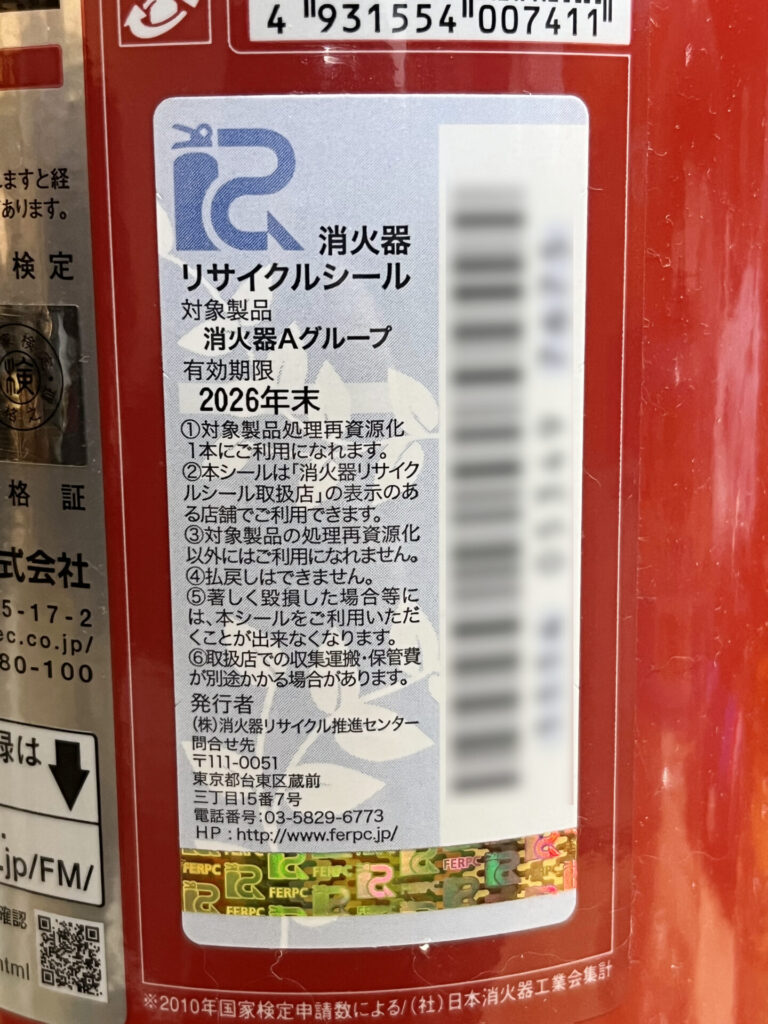 4 931554 007411
ますと経
あります。
検定
検
格証
式会社
5-17-2
ec.co.jp/
80-100
録は
.jp/FM/
確認
html
消火器
リサイクルシール
対象製品
消火器Aグループ
有効期限
2026年末
①対象製品処理再資源化
1本にご利用になれます。
②本シールは「消火器リサイク
ルシール取扱店」の表示のあ
る店舗でご利用できます。
③対象製品の処理再資源化
以外にはご利用になれません。
④払戻しはできません。
⑤著しく毀損した場合等に
は、本シールをご利用いただ
くことが出来なくなります。
⑥取扱店での収集運搬・保管費
が別途かかる場合があります。
発行者
(株)消火器リサイクル推進センター
問合せ先
〒111-0051
東京都台東区蔵前
三丁目15番7号
電話番号:03-5829-6773
HP:http://www.ferpc.jp/
FERPC FERPC FERPC
FERPC FERPC
FERPC FERPC
※2010年国家検定申請数による/(社)日本消火器工業会集計